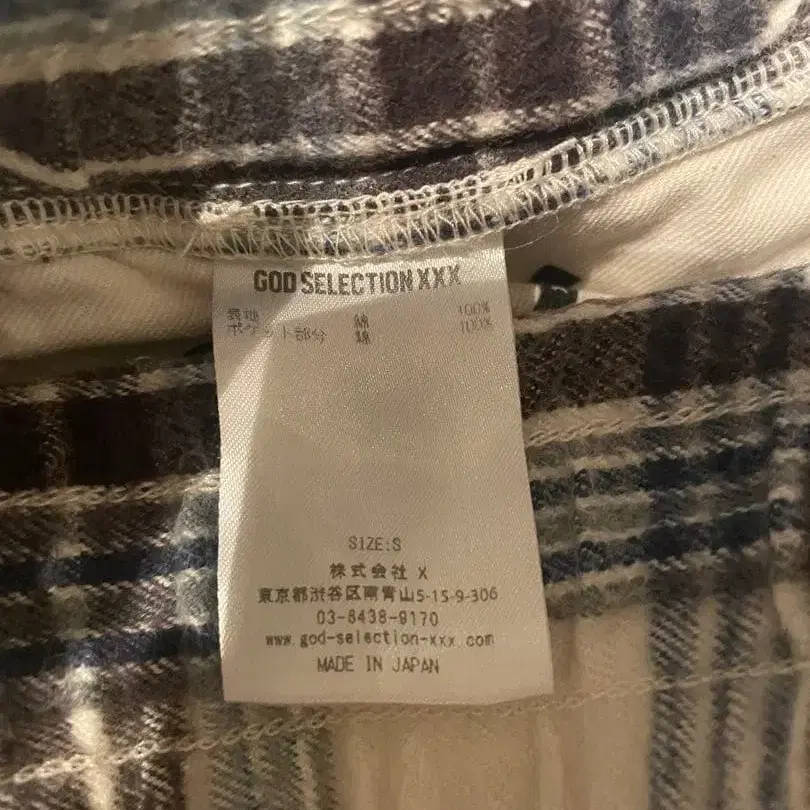 GOD SELECTION XXX
表地 綿 100%
ポケット部分 綿 100%
SIZE:S
株式会社 X
東京都渋谷区南青山5-15-9-306
03-8438-9170
www.god-selection-xxx.com
MADE IN JAPAN